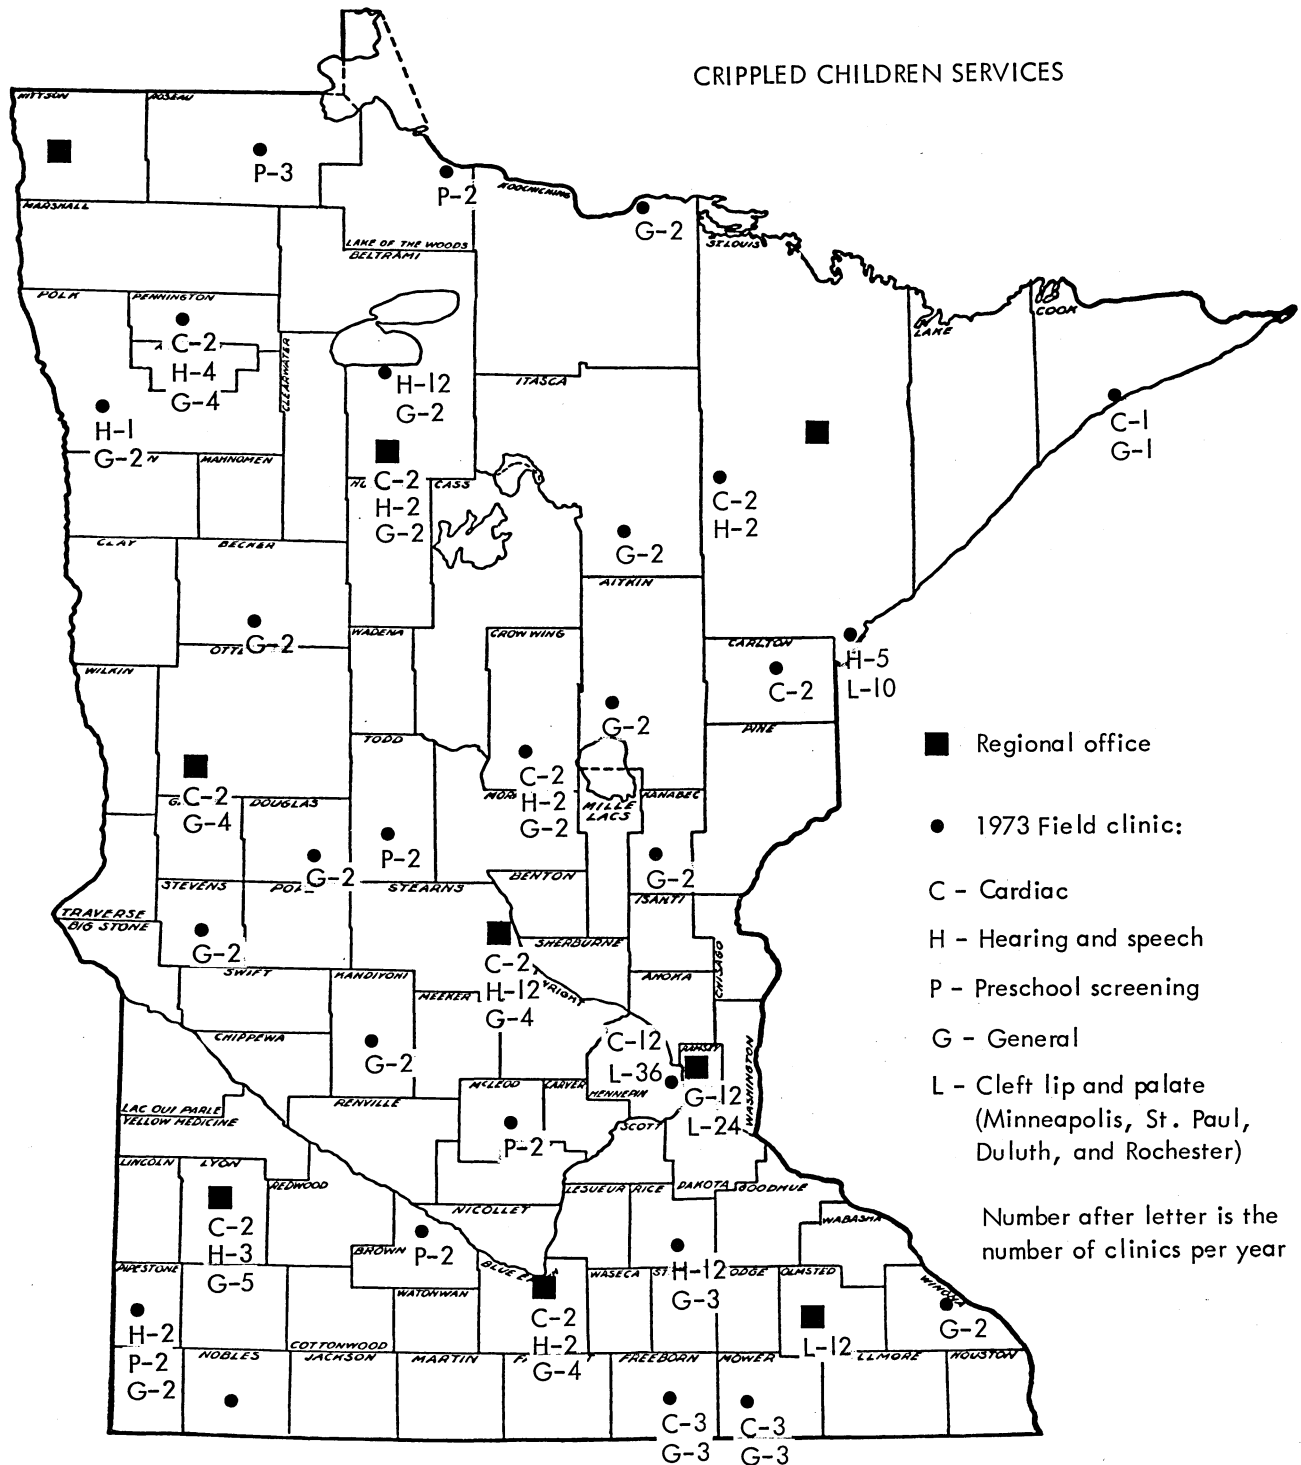 CRIPPLED CHILDREN SERVICES
KITTSON
ROSEAU
P-3
P-2
KOOCHICHING
G-2
ST. LOUIS
MARSHALL
LAKE OF THE WOODS
BELTRAMI
POLK
PENNINGTON
C-2
H-4
G-4
CLEARWATER
LAKE
COOK
ITASCA
H-12
G-2
H-1
G-2
C-1
G-1
MAHNOMEN
CASS
C-2
H-2
G-2
C-2
H-2
G-2
CLAY
BECKER
AITKIN
G-2
WADENA
CROW WING
CARLTON
H-5
L-10
WILKIN
C-2
G-2
PINE
TODD
Regional office
C-2
G-4
DOUGLAS
C-2
H-2
G-2
MILLE
LACS
KANABEC
1973 Field clinic:
P-2
G-2
G-2
C - Cardiac
STEVENS
STEARNS
BENTON
ISANTI
TRAVERSE
BIG STONE
G-2
SHERBURNE
H - Hearing and speech
CHISAGO
SWIFT
KANDIYOHI
MEEKER
C-2
H-12
G-4
WRIGHT
ANOKA
P - Preschool screening
CHIPPEWA
G-2
C-12
L-36
RAMSEY
G-12
L-24
WASHINGTON
G - General
MCLEOD
CARVER
HENNEPIN
L - Cleft lip and palate
(Minneapolis, St. Paul,
Duluth, and Rochester)
LAC QUI PARLE
YELLOW MEDICINE
RENVILLE
P-2
SCOTT
LINCOLN
LYON
REDWOOD
NICOLLET
LESUEUR
RICE
DAKOTA
GOODHUE
WABASHA
Number after letter is the
number of clinics per year
C-2
H-3
G-5
BROWN
P-2
H-12
G-3
PIPESTONE
WATONWAN
WASECA
OLMSTED
WINONA
H-2
P-2
G-2
C-2
H-2
G-4
L-12
G-2
COTTONWOOD
NOBLES
JACKSON
MARTIN
FREEBORN
MOWER
HOUSTON
C-3
G-3
C-3
G-3